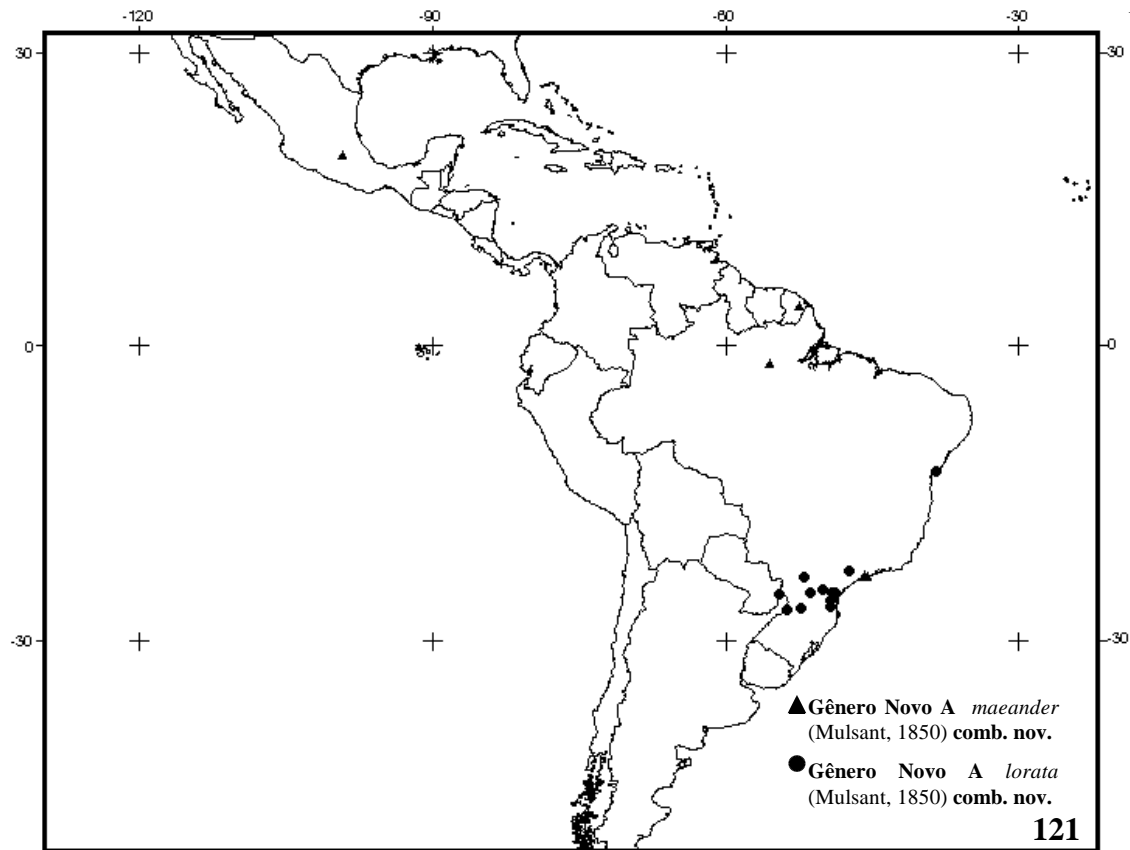 -120 -90 -60 -30
30 30
0 0
-30 -30
Gênero Novo A maeander
(Mulsant, 1850) comb. nov.
Gênero Novo A lorata
(Mulsant, 1850) comb. nov.
121